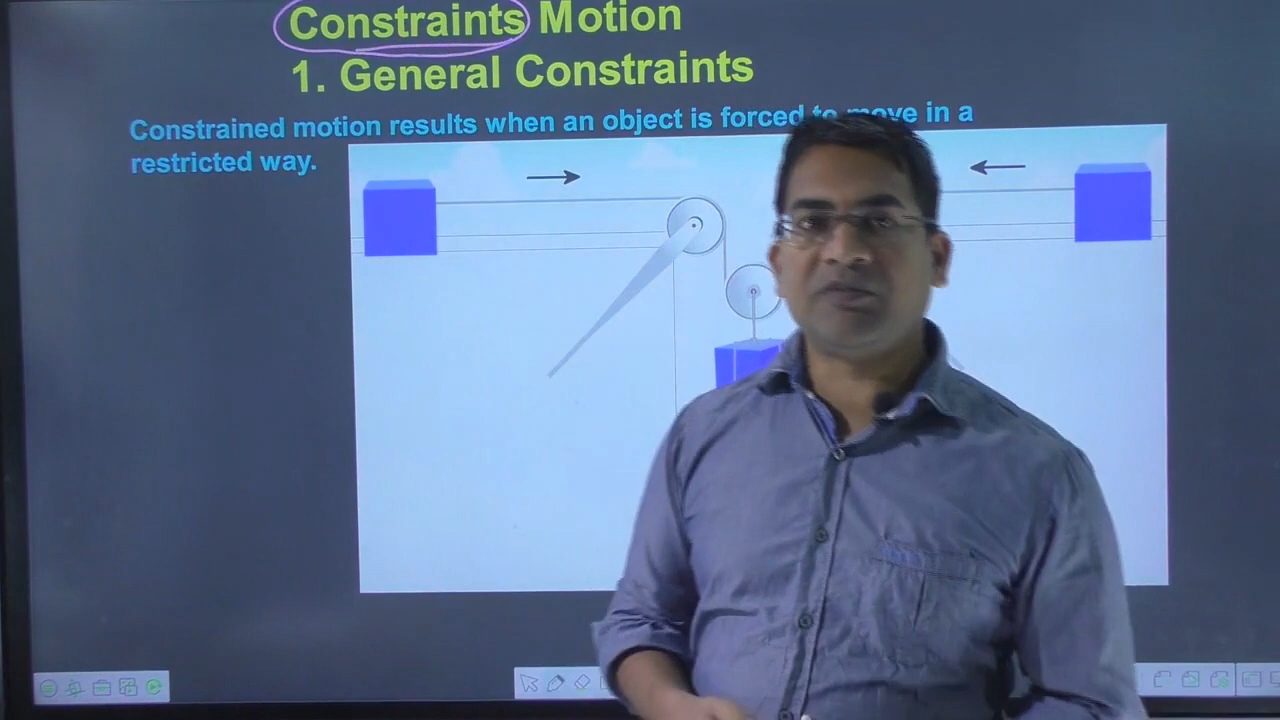 Constraints Motion
1. General Constraints
Constrained motion results when an object is forced to move in a
restricted way.